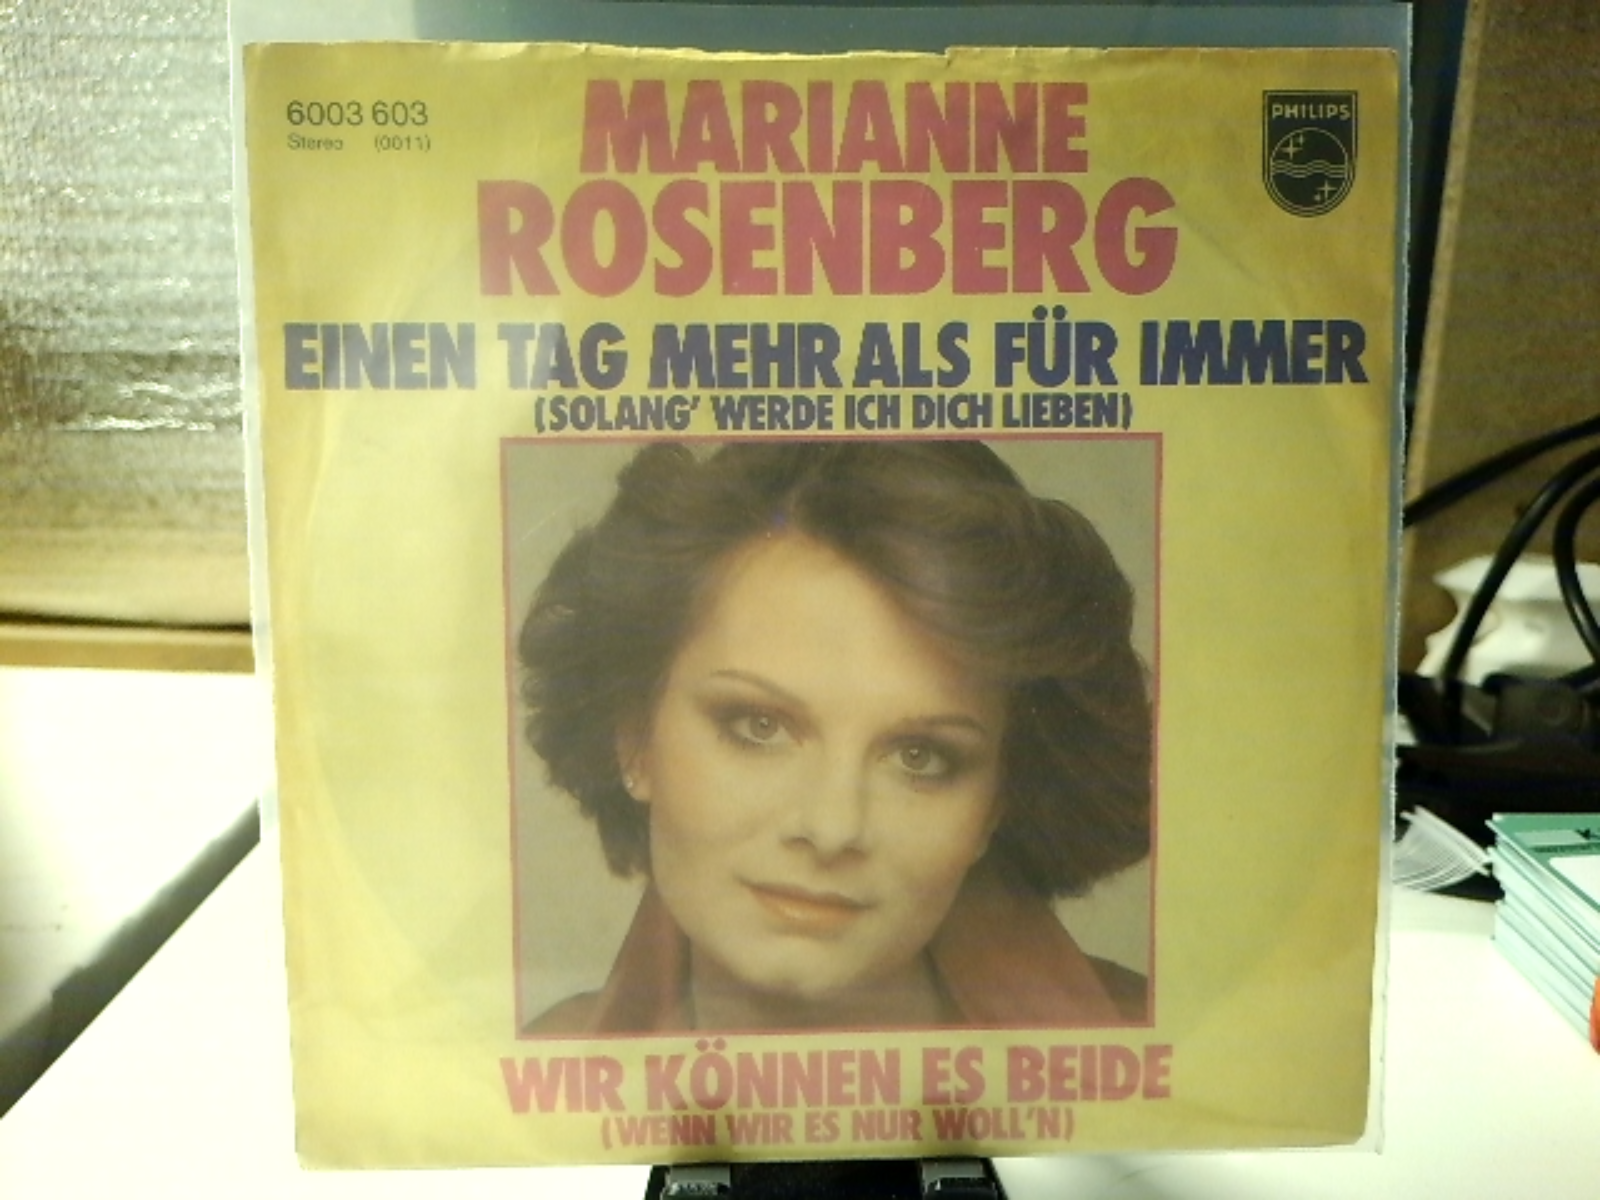 6003 603
Stereo (0011)
MARIANNE
ROSENBERG
PHILIPS
EINEN TAG MEHR ALS FÜR IMMER
(SOLANG' WERDE ICH DICH LIEBEN)
WIR KÖNNEN ES BEIDE
(WENN WIR ES NUR WOLL'N)